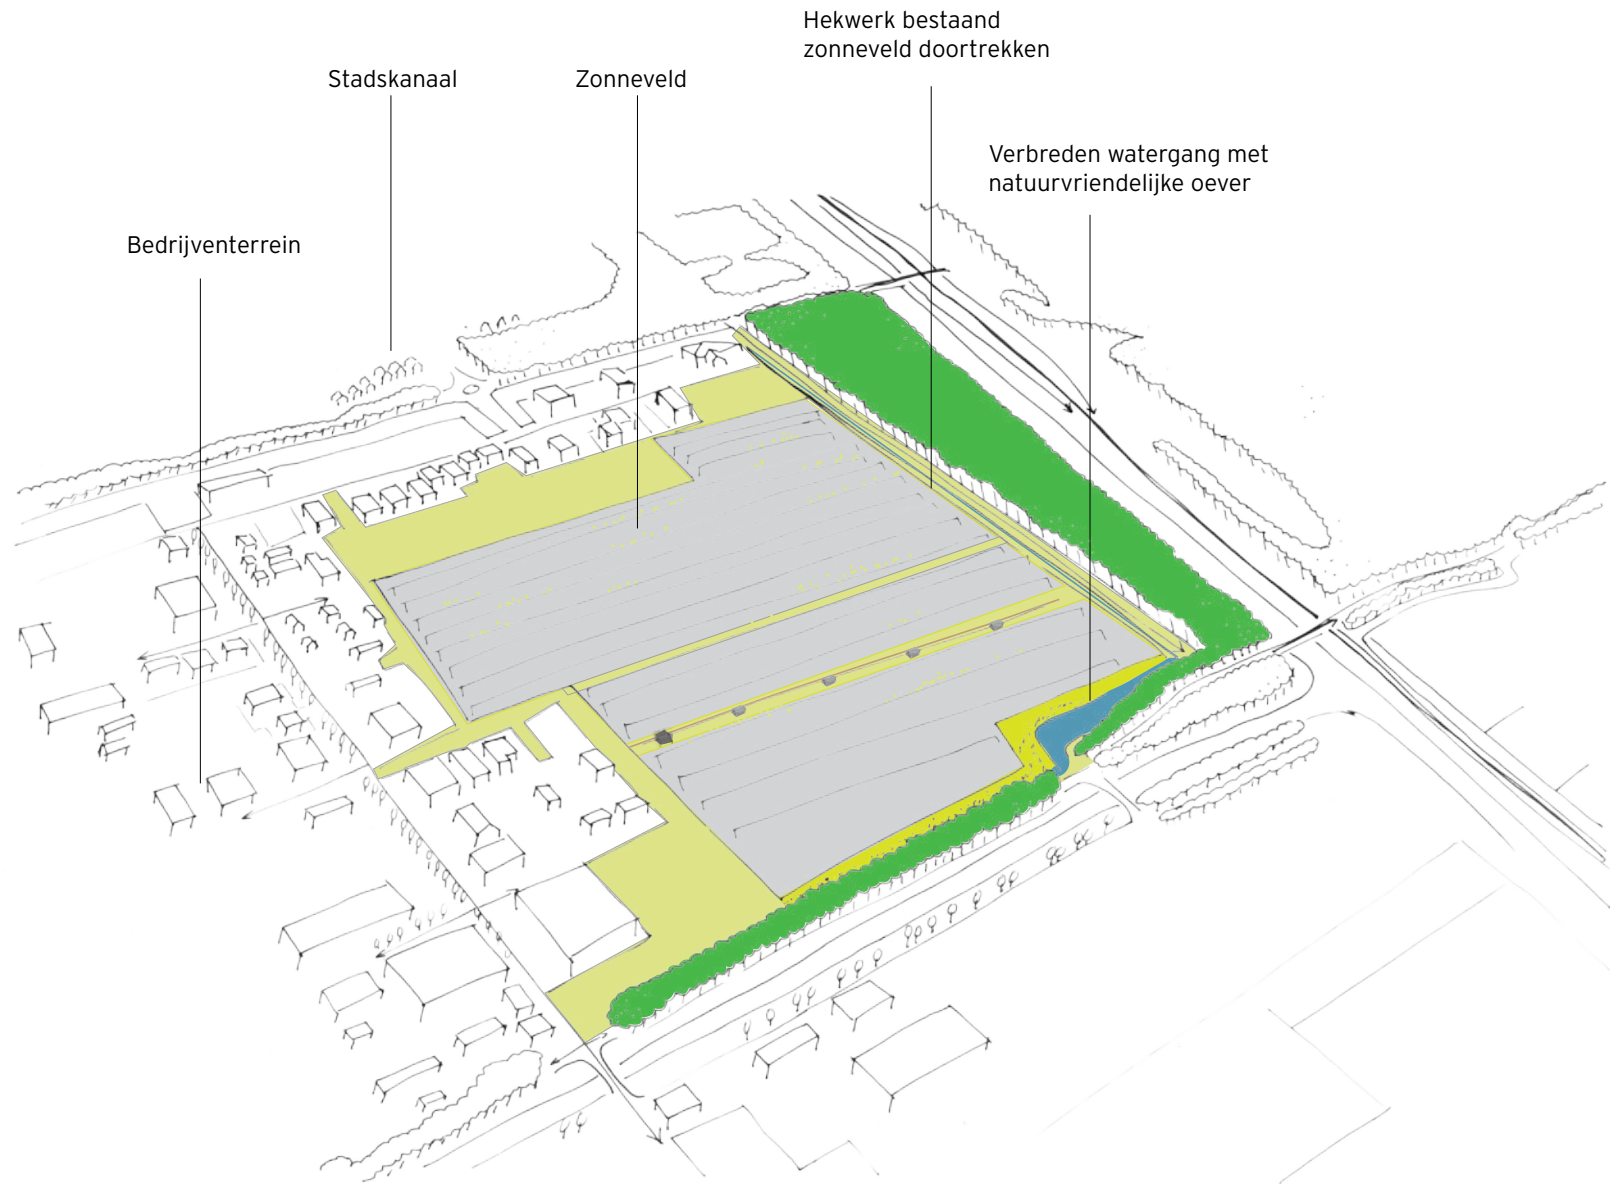 Hekwerk bestaand
zonneveld doortrekken
Stadskanaal
Zonneveld
Verbreden watergang met
natuurvriendelijke oever
Bedrijventerrein